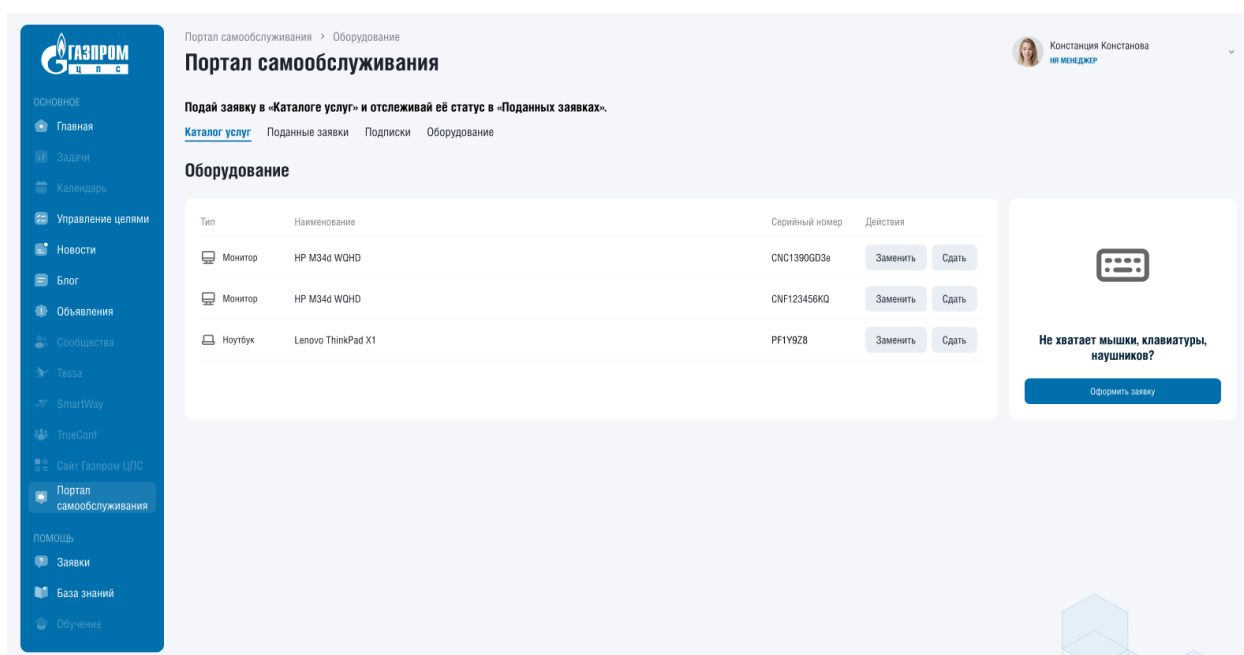 ГАЗПРОМ
ЦПС
ОСНОВНОЕ
Главная
Задачи
Календарь
Управление целями
Новости
Блог
Объявления
Сообщества
Tessa
SmartWay
TrueConf
Сайт Газпром ЦПС
Портал
самообслуживания
ПОМОЩЬ
Заявки
База знаний
Обучение
Портал самообслуживания > Оборудование
Портал самообслуживания
Констанция Констанова
HR МЕНЕДЖЕР
Подай заявку в «Каталоге услуг» и отслеживай её статус в «Поданных заявках».
Каталог услуг Поданные заявки Подписки Оборудование
Оборудование
Тип Наименование Серийный номер Действия
Монитор HP M34d WQHD CNC1390GD3e Заменить Сдать
Монитор HP M34d WQHD CNF123456KQ Заменить Сдать
Ноутбук Lenovo ThinkPad X1 PF1Y9Z8 Заменить Сдать
Не хватает мышки, клавиатуры,
наушников?
Оформить заявку